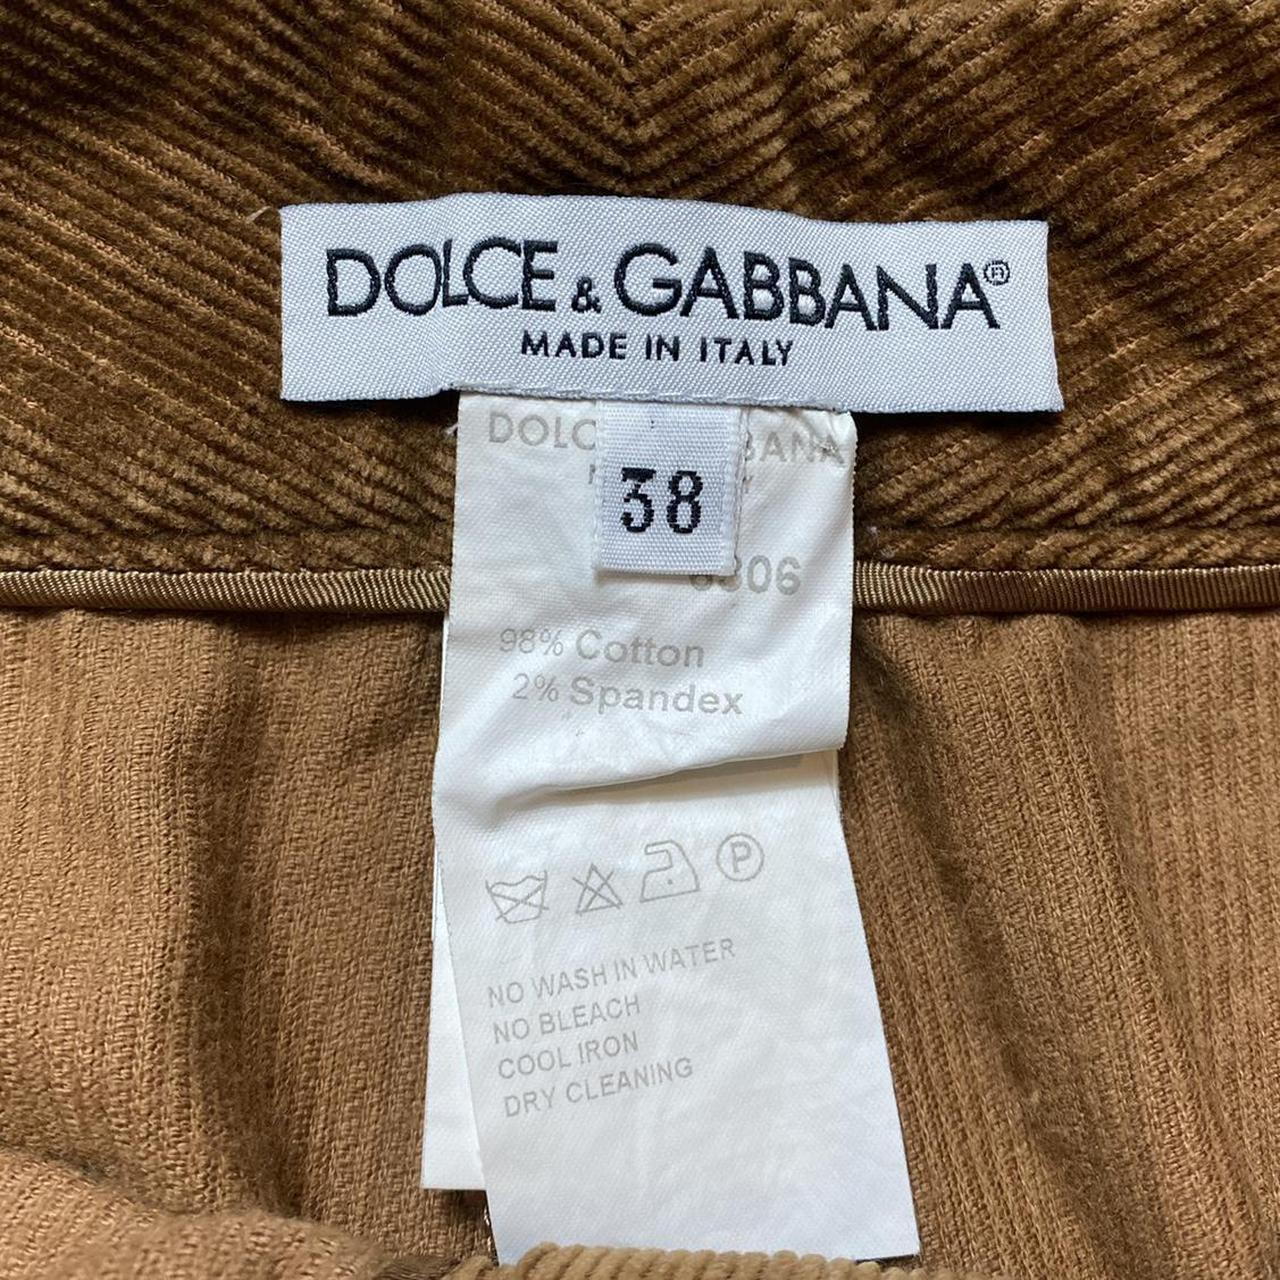 DOLCE & GABBANA®
MADE IN ITALY
38
98% Cotton
2% Spandex
P
NO WASH IN WATER
NO BLEACH
COOL IRON
DRY CLEANING